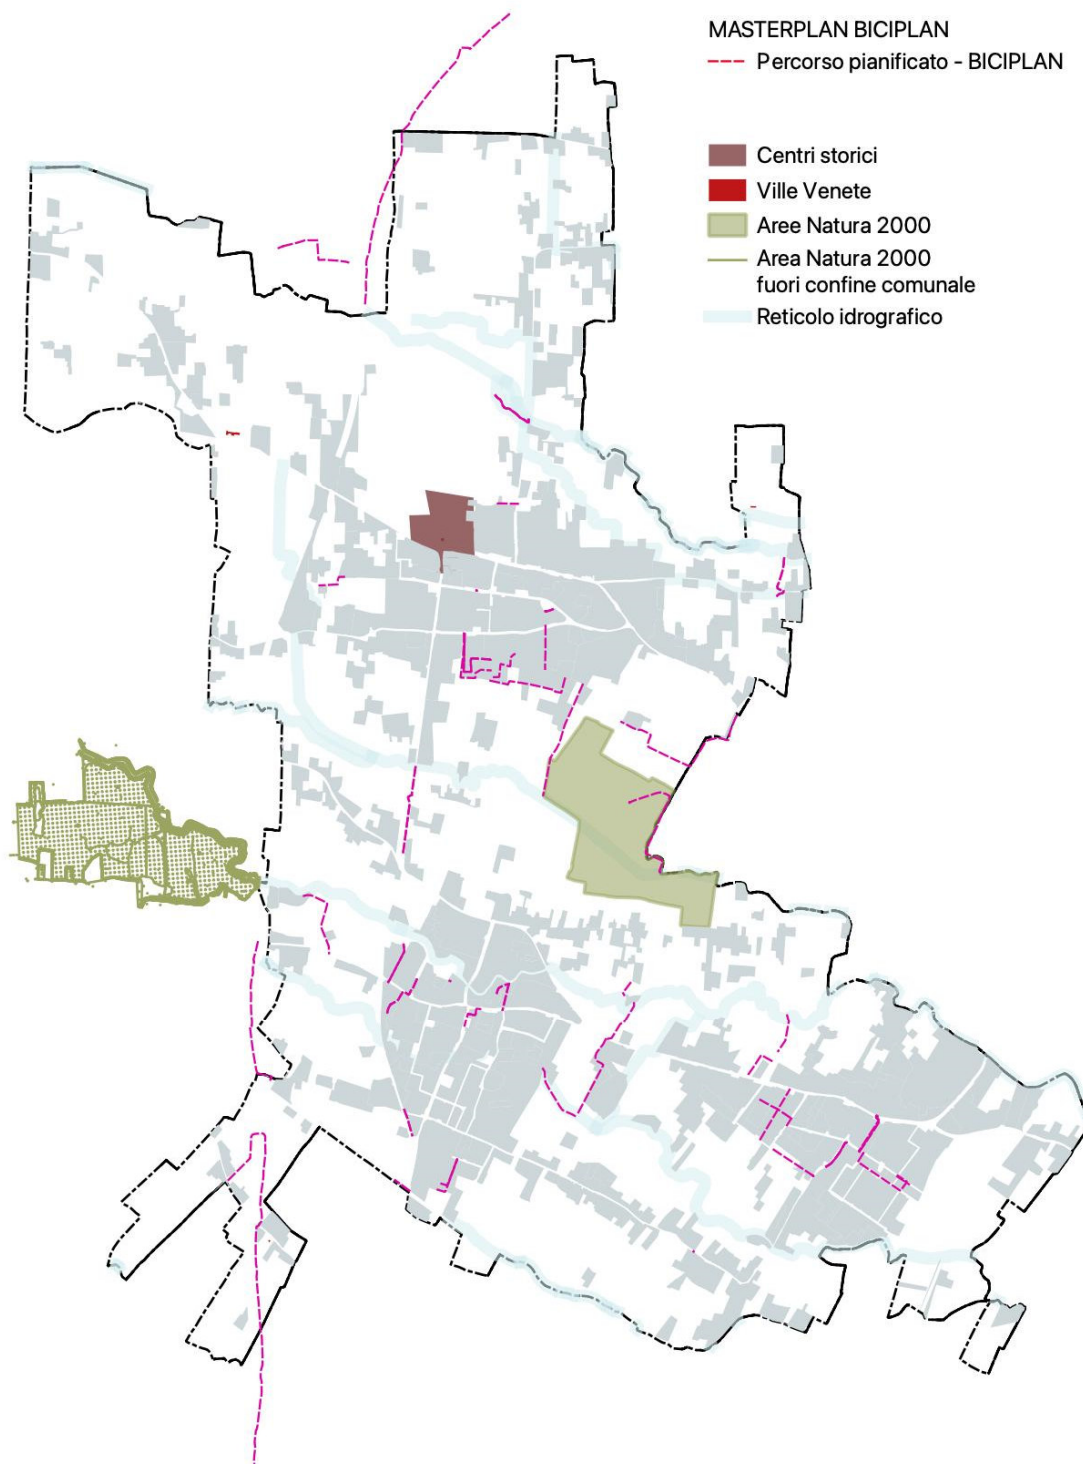 MASTERPLAN BICIPLAN
Percorso pianificato - BICIPLAN
Centri storici
Ville Venete
Aree Natura 2000
Area Natura 2000
fuori confine comunale
Reticolo idrografico